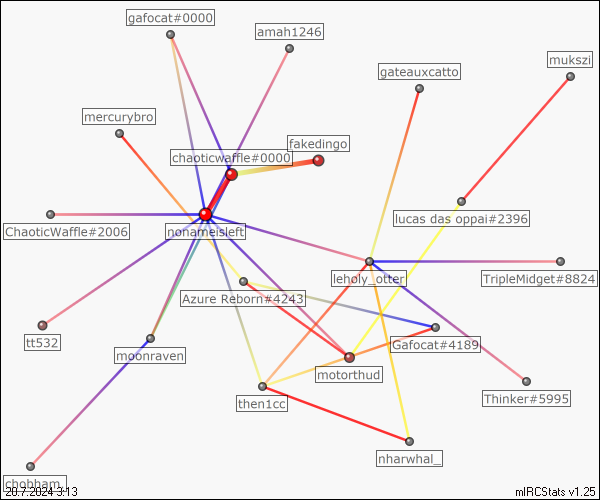 gafocat#0000
amah1246
mukszi
gateauxcatto
mercurybro
fakedingo
chaoticwaffle#0000
lucas das oppai#2396
ChaoticWaffle#2006
nonameisleft
leholy_otter
TripleMidget#8824
Azure Reborn#4243
tt532
moonraven
Gafocat#4189
motorthud
Thinker#5995
then1cc
nharwhal_
chobham_
20.7.2024 3:13
mIRCStats v1.25